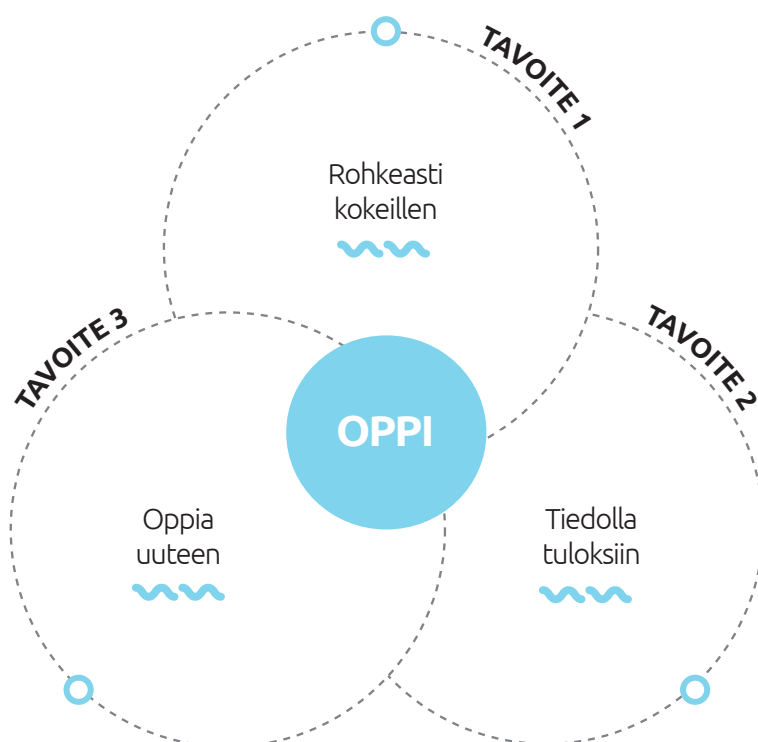 TAVOITE 1
Rohkeasti
kokeillen
TAVOITE 3
TAVOITE 2
OPPI
Oppia
uuteen
Tiedolla
tuloksiin